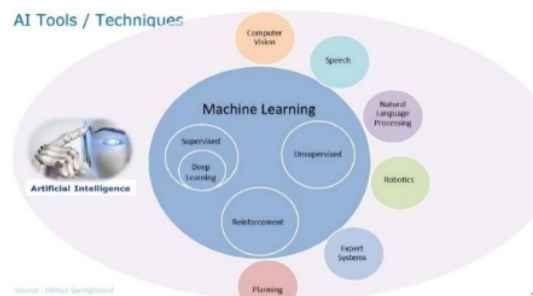 AI Tools / Techniques
Computer
Vision
Speech
Machine Learning
Natural
Language
Processing
Supervised
Deep
Learning
Unsupervised
Artificial Intelligence
Robotics
Reinforcement
Expert
Systems
Planning
Source : Infosys Springboard